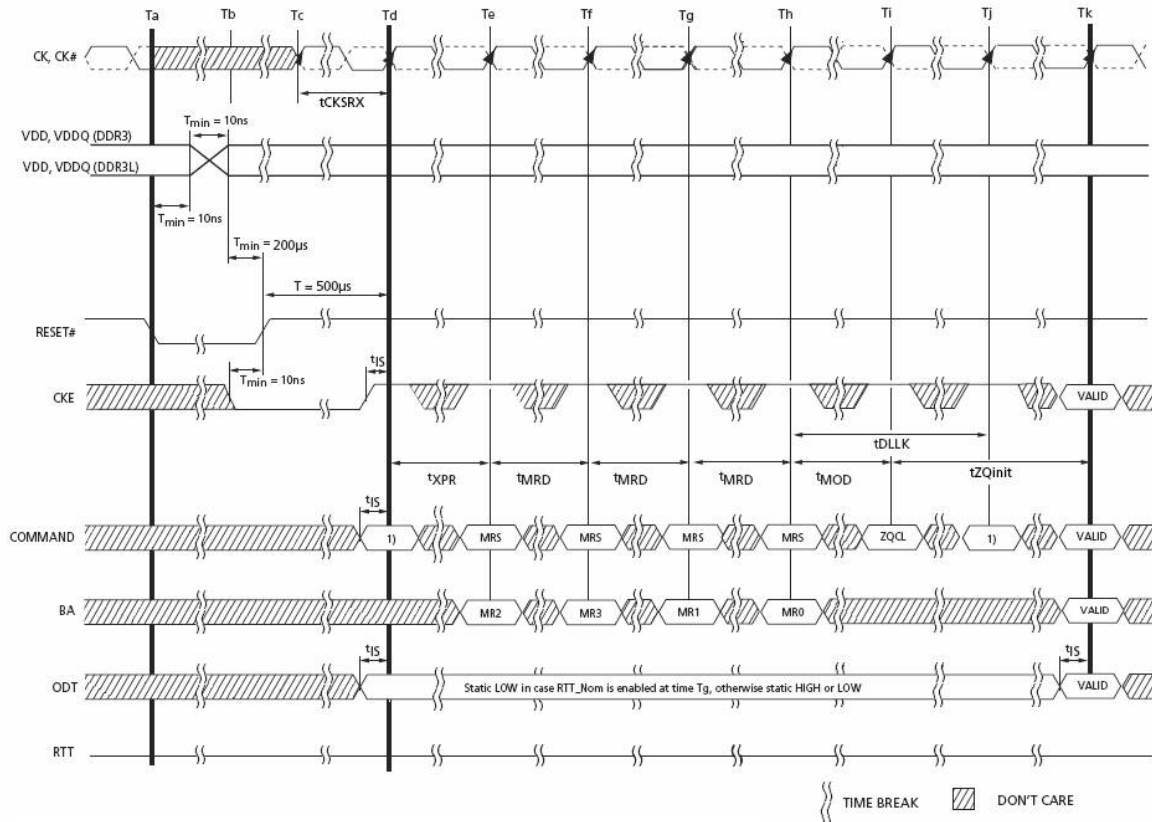 Ta Tb Tc Td Te Tf Tg Th Ti Tj Tk
CK, CK#
tCKSRX
Tmin = 10ns
VDD, VDDQ (DDR3)
VDD, VDDQ (DDR3L)
Tmin = 10ns
Tmin = 200µs
T = 500µs
RESET#
tIS
Tmin = 10ns
CKE
VALID
tDLLK
tXPR tMRD tMRD tMRD tMOD tZQinit
tIS
COMMAND 1) MRS MRS MRS MRS ZQCL 1) VALID
BA MR2 MR3 MR1 MR0 VALID
tIS tIS
ODT Static LOW in case RTT_Nom is enabled at time Tg, otherwise static HIGH or LOW VALID
RTT
TIME BREAK DON'T CARE